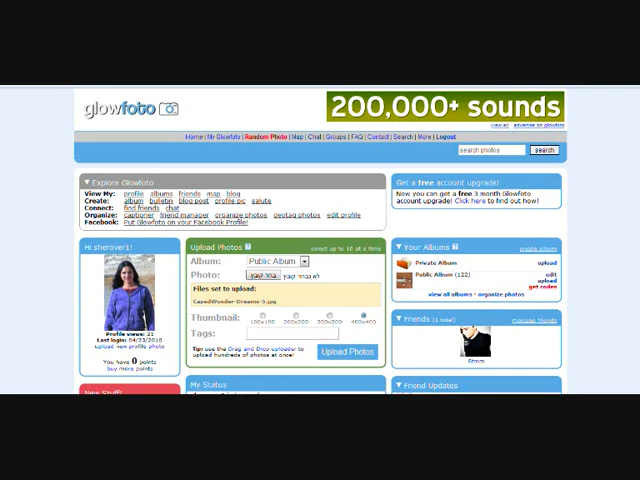 glowfoto
200,000+ sounds
view all | advertise on glowfoto
Home | My Glowfoto | Random Photo | Map | Chat | Groups | FAQ | Contact | Search | More | Logout
search photos
search
Explore Glowfoto
View My: profile albums friends map blog
Create: album bulletin blog post profile pic salute
Connect: find friends chat
Organize: captioner friend manager organize photos geotag photos edit profile
Facebook: Put Glowfoto on your Facebook Profile!
Get a free account upgrade!
Now you can get a free 3 month Glowfoto
account upgrade! Click here to find out how!
Hi sherover1!
Profile views: 21
Last login: 04/23/2010
upload new profile photo
You have 0 points
buy more points
New Stuff!
Upload Photos
select up to 10 at a time
Album: Public Album
Photo: בחר קובץ לא נבחר קובץ
Files set to upload:
CapedWonder-Dreams-3.jpg
Thumbnail:
100x100 200x200 300x300 400x400
Tags:
Tip: use the Drag and Drop uploader to
upload hundreds of photos at once!
Upload Photos
My Status
Your Albums
create album
Private Album upload
Public Album (122) edit
upload
get codes
view all albums - organize photos
Friends (1 total)
manage friends
Strom
Friend Updates